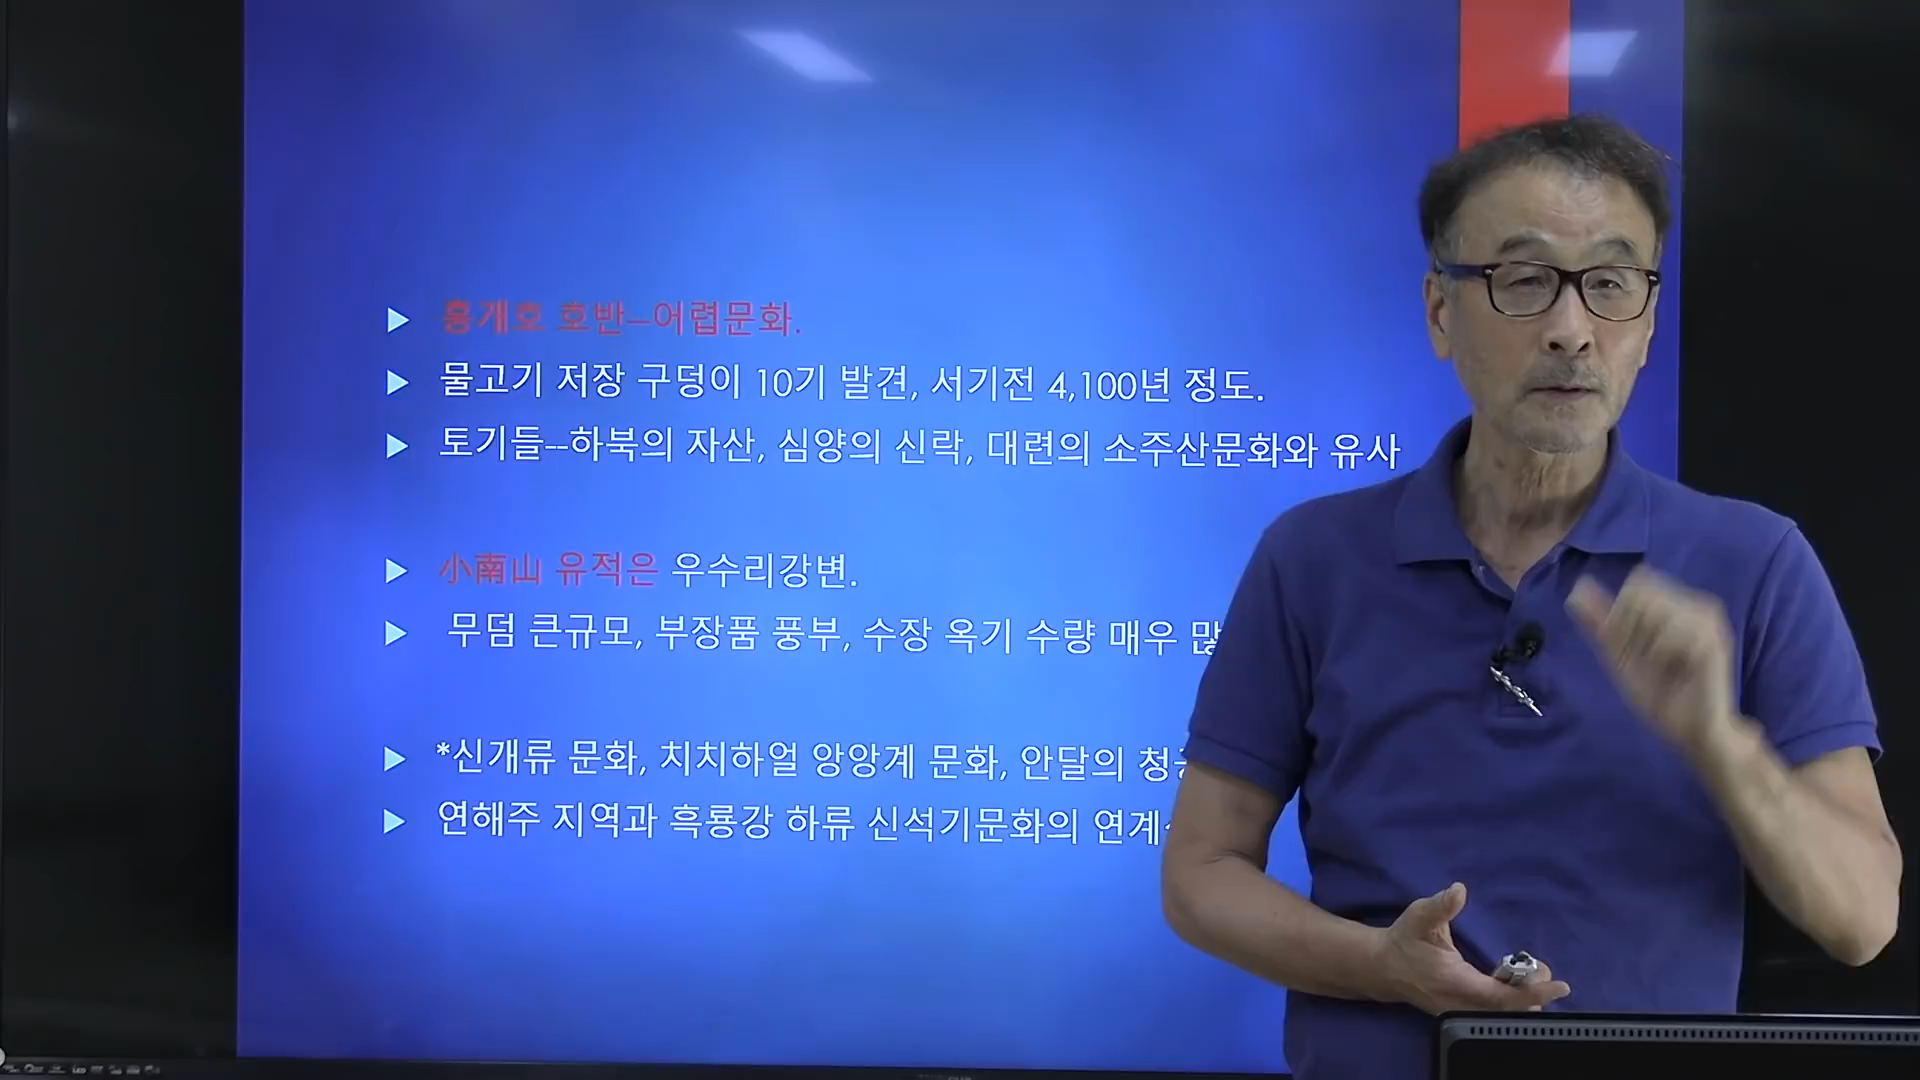 흥개호 호반–어렵문화.
물고기 저장 구덩이 10기 발견, 서기전 4,100년 정도.
토기들--하북의 자산, 심양의 신락, 대련의 소주산문화와 유사
小南山 유적은 우수리강변.
무덤 큰규모, 부장품 풍부, 수장 옥기 수량 매우
*신개류 문화, 치치하얼 앙앙계 문화, 안달의
연해주 지역과 흑룡강 하류 신석기문화의